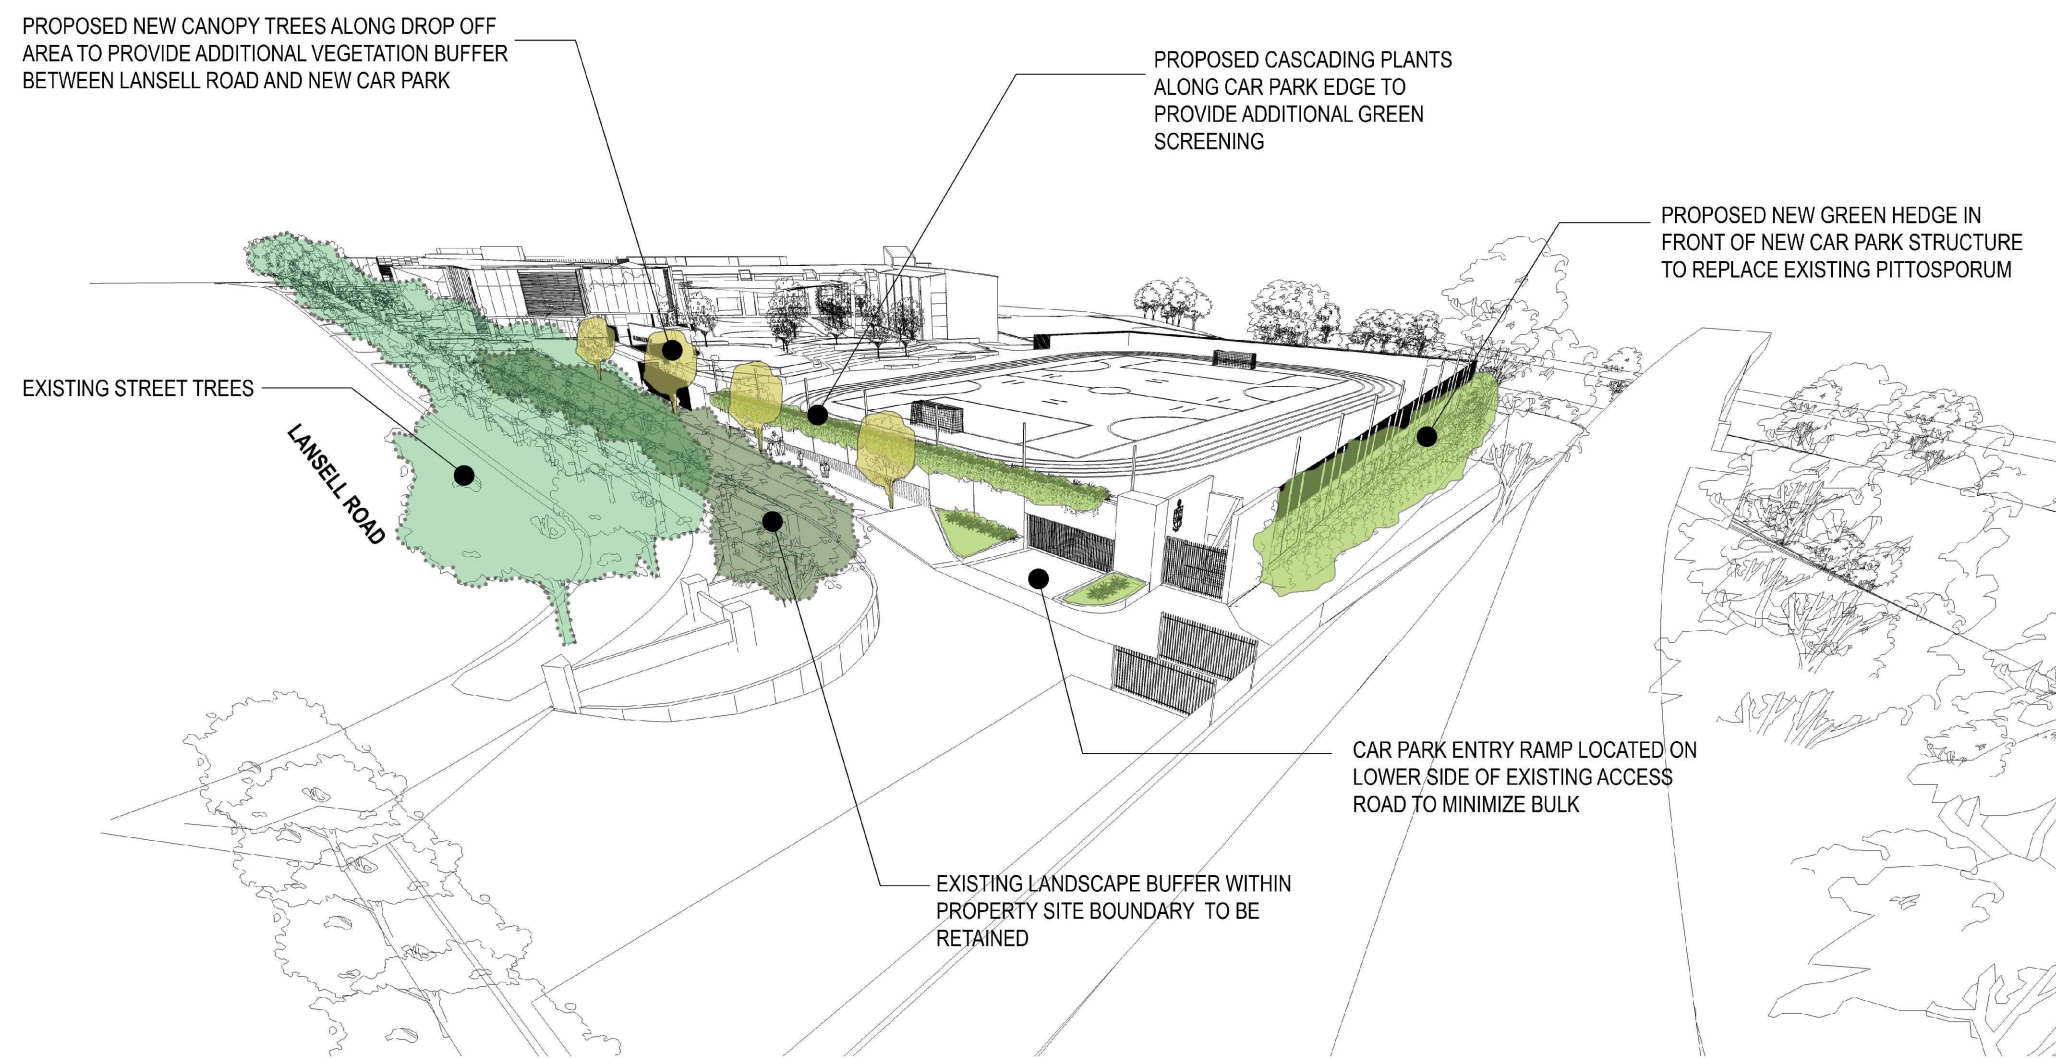 PROPOSED NEW CANOPY TREES ALONG DROP OFF
AREA TO PROVIDE ADDITIONAL VEGETATION BUFFER
BETWEEN LANSELL ROAD AND NEW CAR PARK
PROPOSED CASCADING PLANTS
ALONG CAR PARK EDGE TO
PROVIDE ADDITIONAL GREEN
SCREENING
PROPOSED NEW GREEN HEDGE IN
FRONT OF NEW CAR PARK STRUCTURE
TO REPLACE EXISTING PITTOSPORUM
EXISTING STREET TREES
LANSELL ROAD
CAR PARK ENTRY RAMP LOCATED ON
LOWER SIDE OF EXISTING ACCESS
ROAD TO MINIMIZE BULK
EXISTING LANDSCAPE BUFFER WITHIN
PROPERTY SITE BOUNDARY TO BE
RETAINED